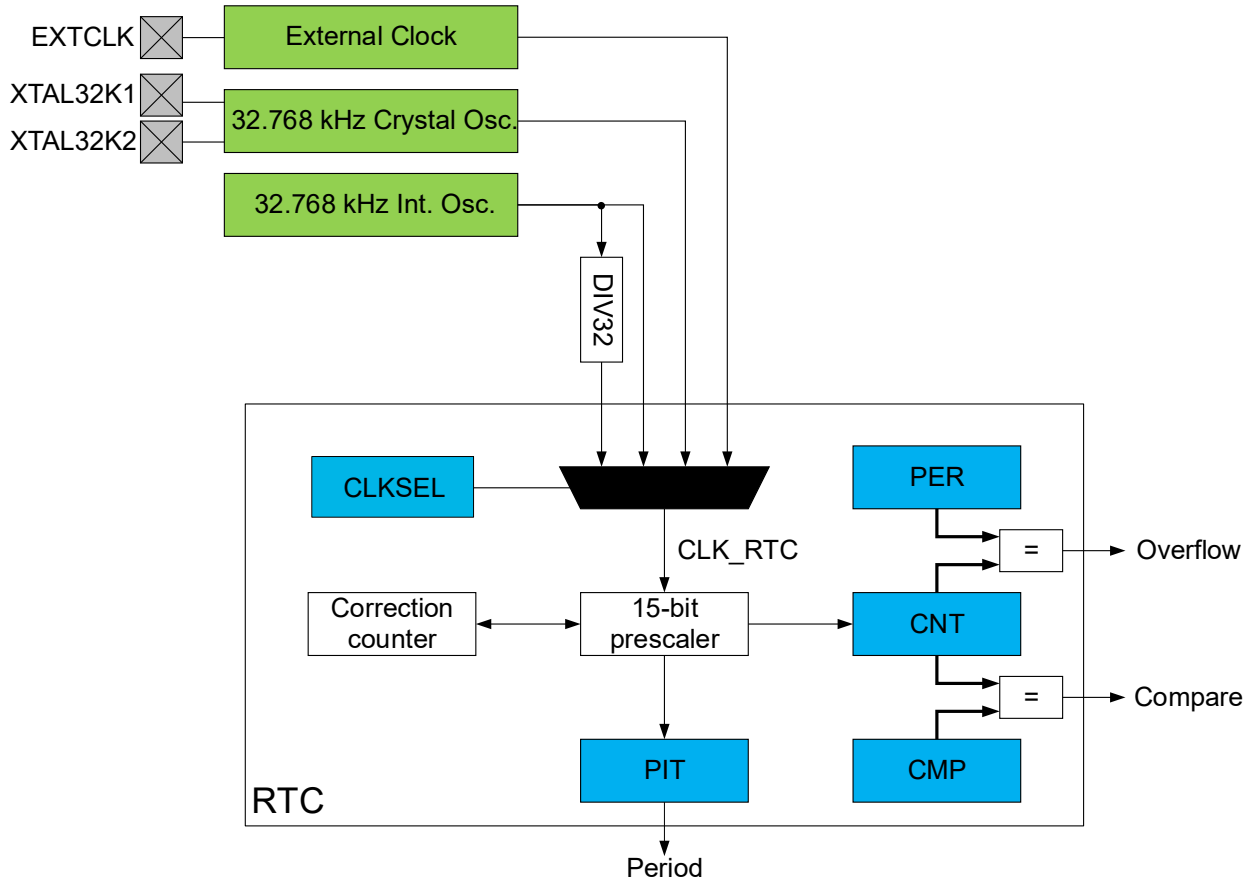 EXTCLK
External Clock
XTAL32K1
XTAL32K2
32.768 kHz Crystal Osc.
32.768 kHz Int. Osc.
DIV32
CLKSEL
PER
CLK_RTC
=
Overflow
Correction
counter
15-bit
prescaler
CNT
=
Compare
PIT
CMP
RTC
Period